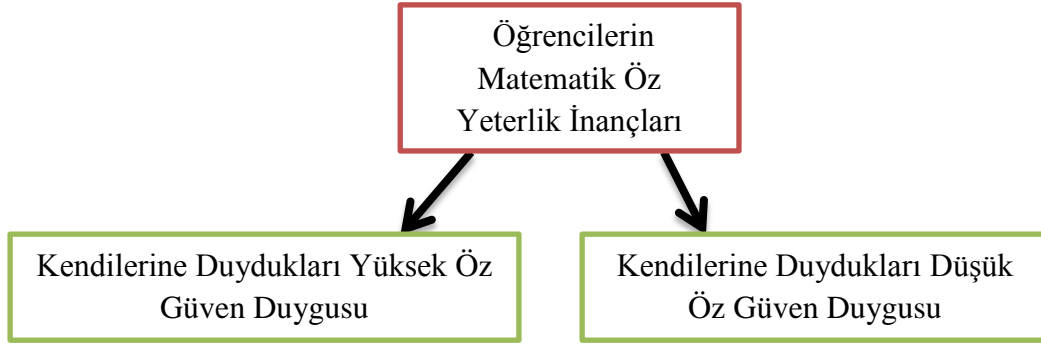 Öğrencilerin
Matematik Öz
Yeterlik İnançları
Kendilerine Duydukları Yüksek Öz
Güven Duygusu
Kendilerine Duydukları Düşük
Öz Güven Duygusu